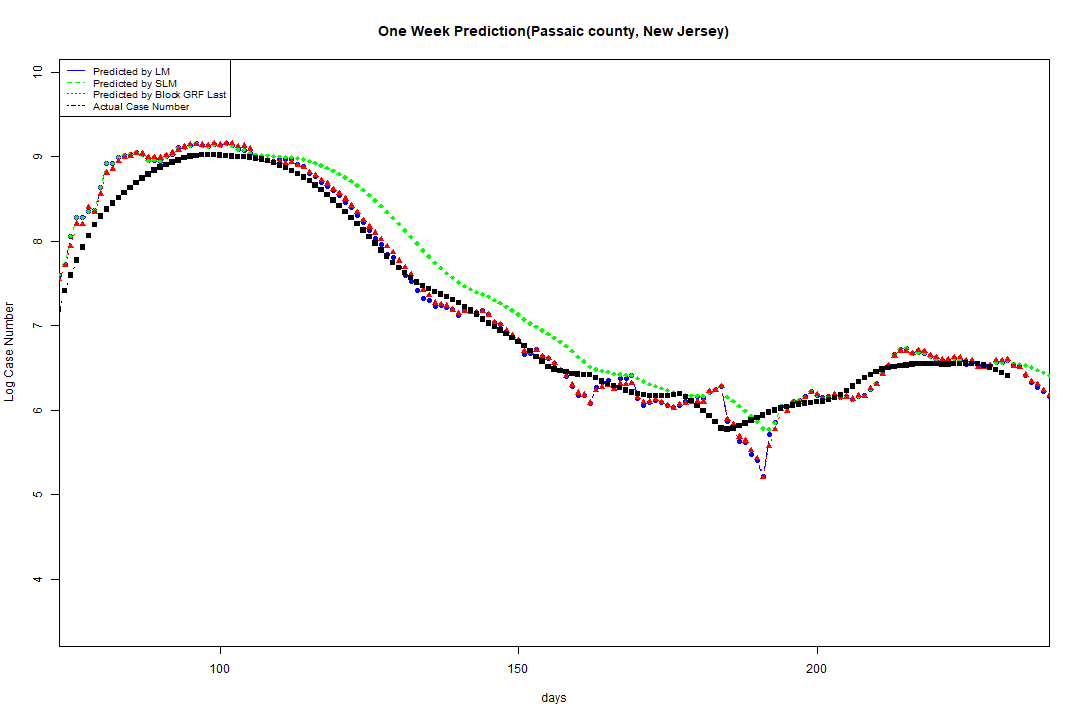 One Week Prediction(Passaic county, New Jersey)
10
Predicted by LM
Predicted by SLM
Predicted by Block GRF Last
Actual Case Number
9
8
7
6
5
4
Log Case Number
100
150
200
days